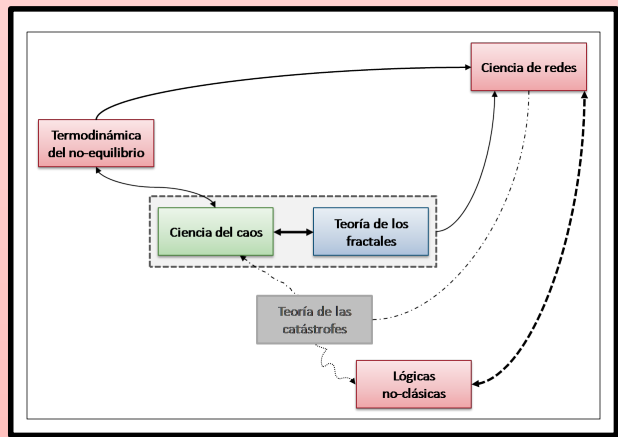 Ciencia de redes
Termodinámica
del no-equilibrio
Ciencia del caos
Teoría de los
fractales
Teoría de las
catástrofes
Lógicas
no-clásicas